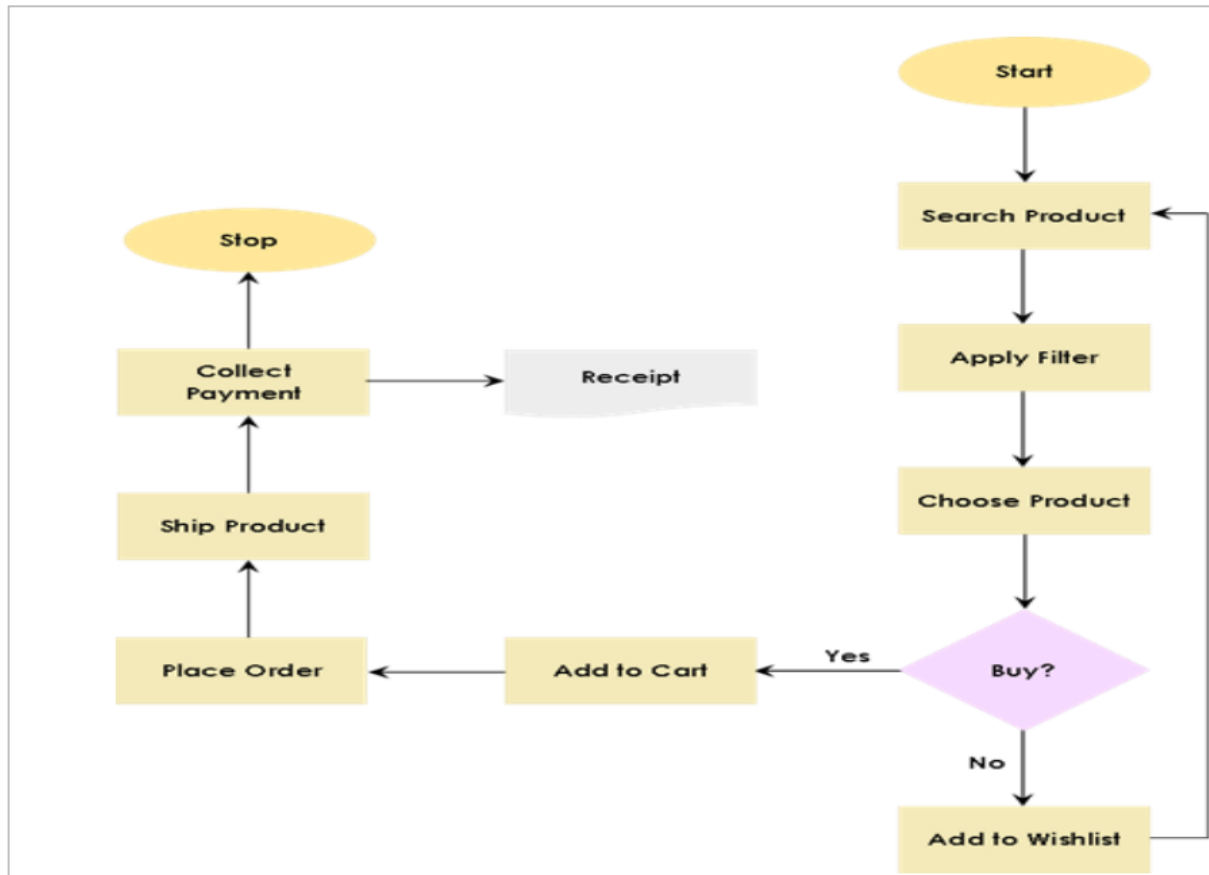 Start
Search Product
Apply Filter
Choose Product
Buy?
Yes
No
Add to Wishlist
Add to Cart
Place Order
Ship Product
Collect
Payment
Receipt
Stop